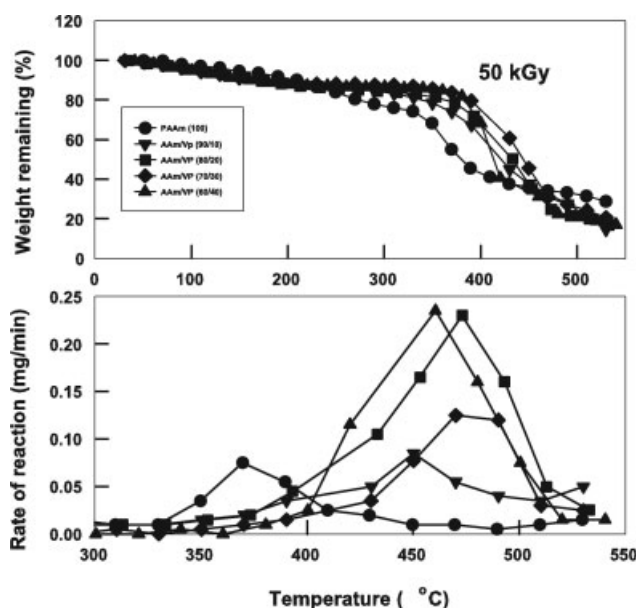 Weight remaining (%)
120
100
80
60
40
20
0
50 kGy
PAAm (100)
AAm/Vp (90/10)
AAm/VP (80/20)
AAm/VP (70/30)
AAm/VP (60/40)
0
100
200
300
400
500
Rate of reaction (mg/min)
0.25
0.20
0.15
0.10
0.05
0.00
300
350
400
450
500
550
Temperature ( °C)